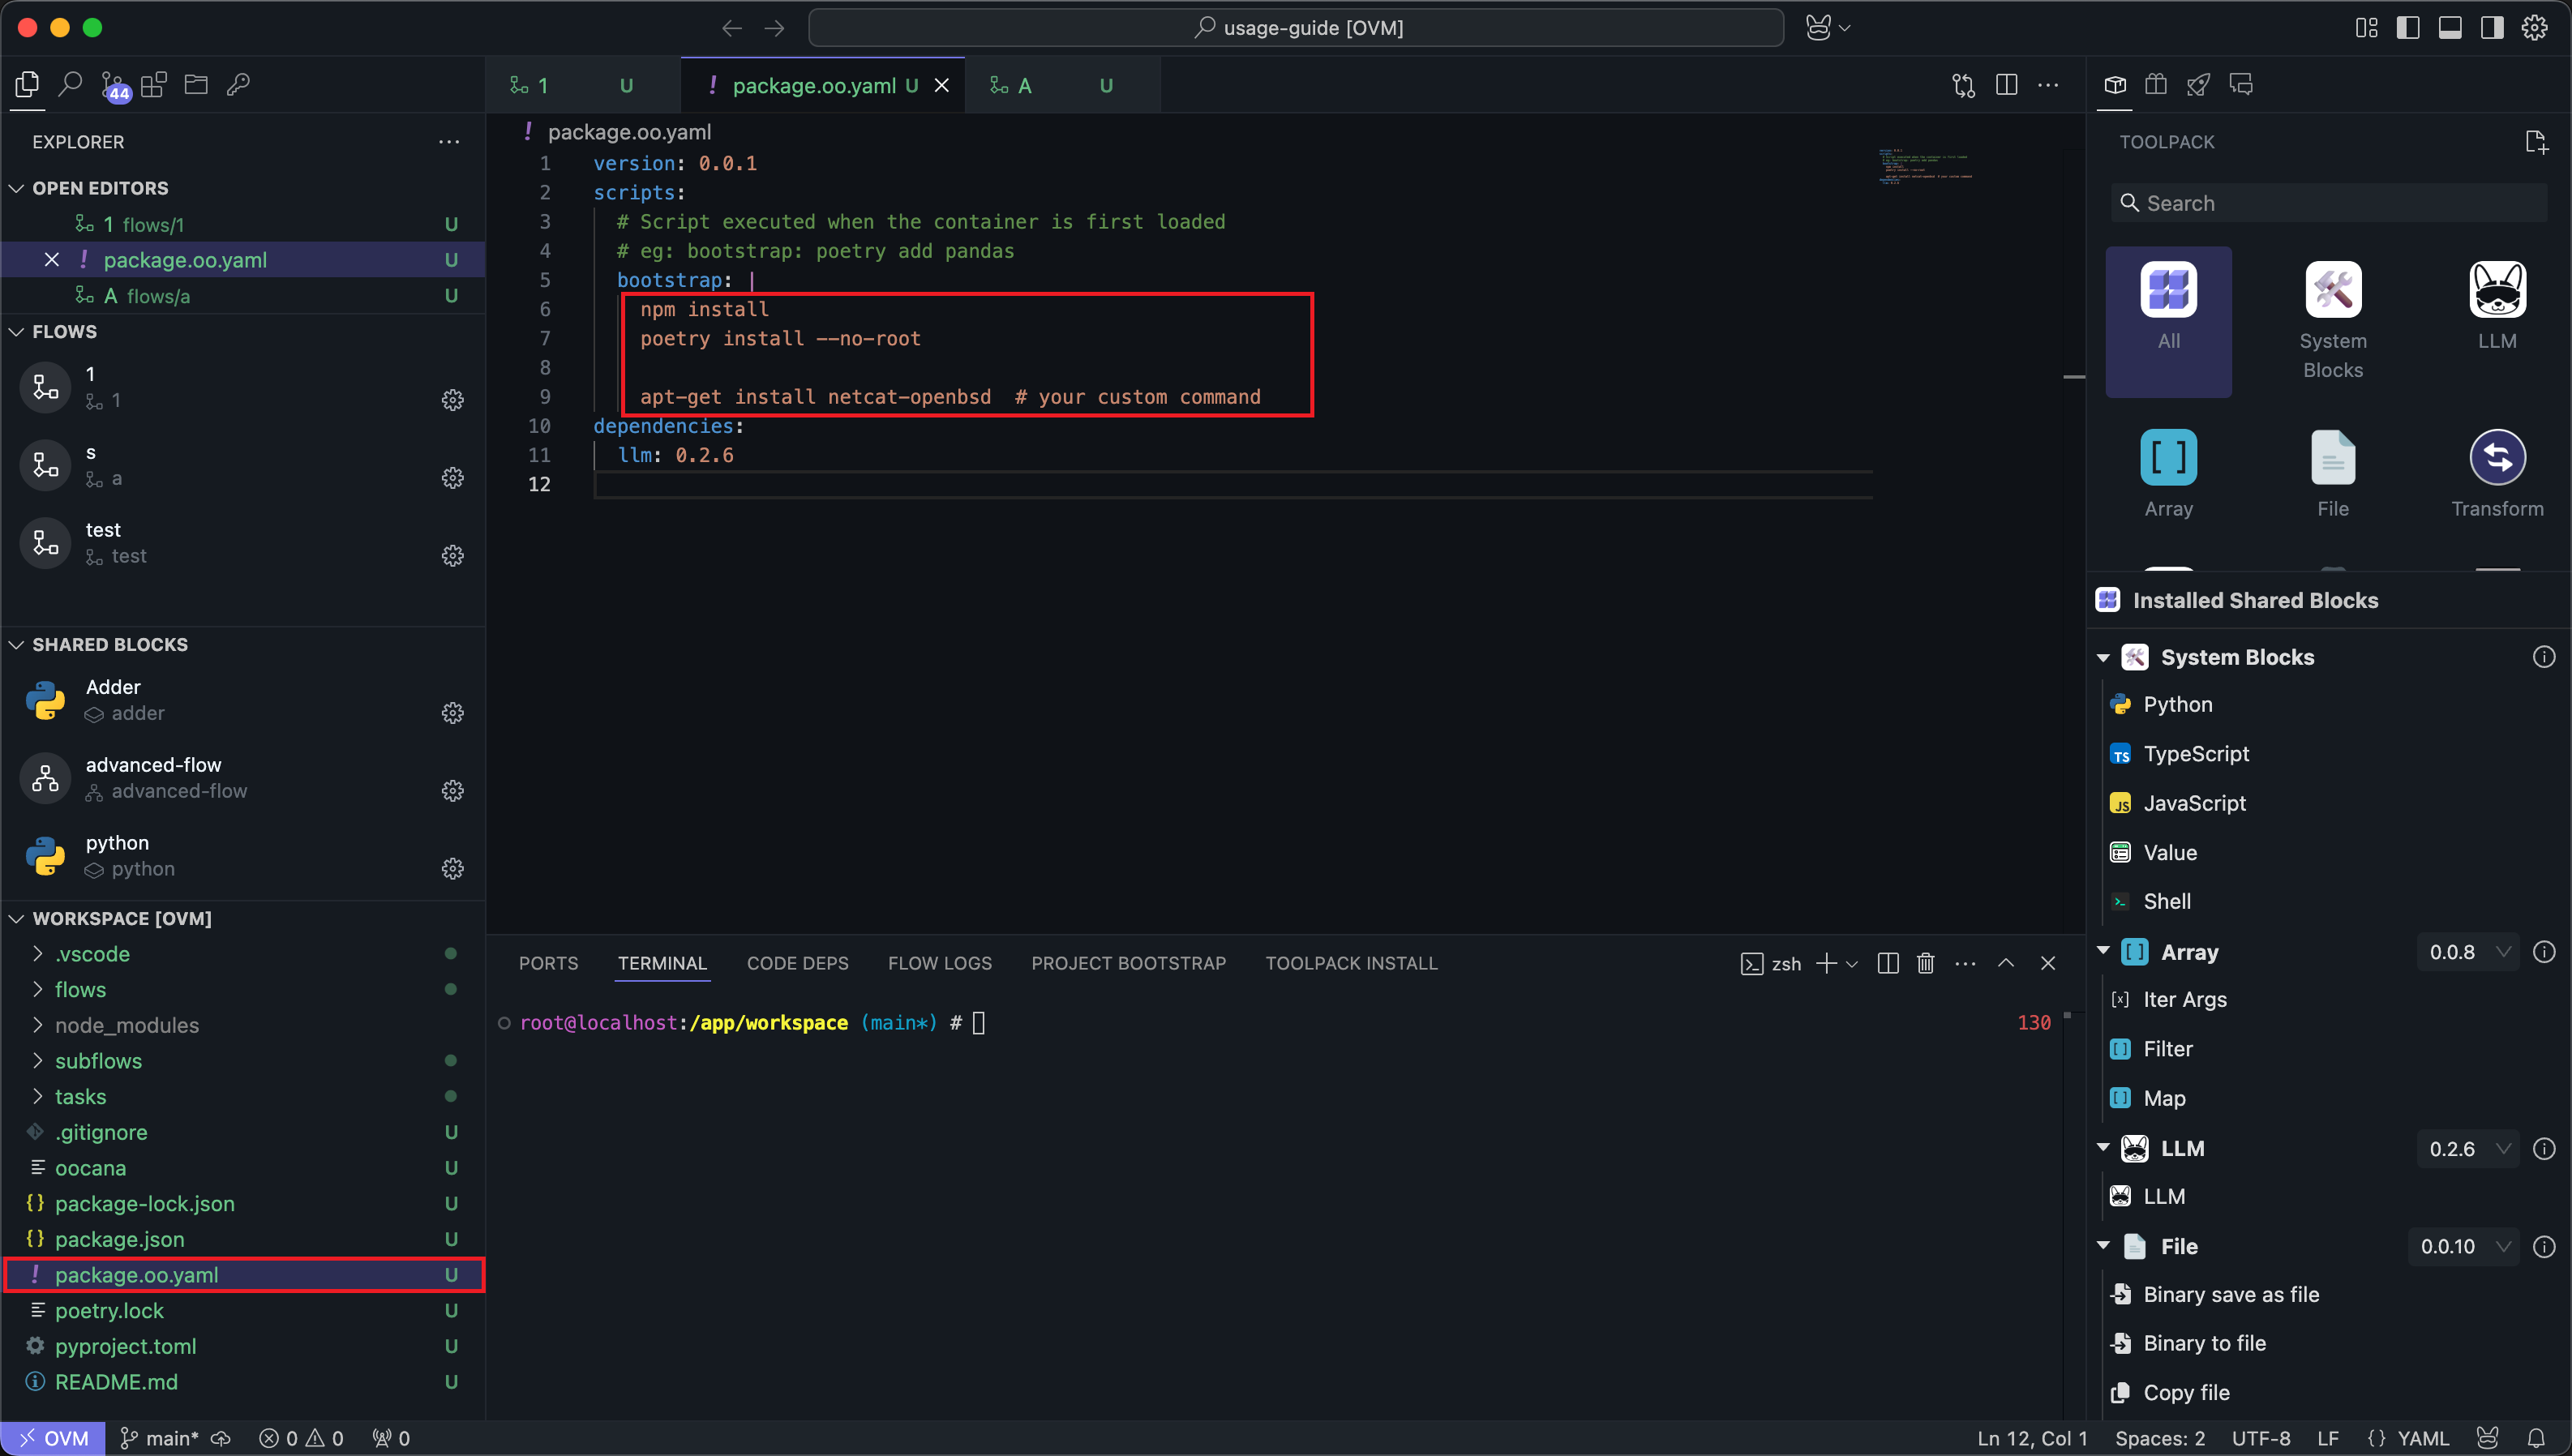 usage-guide [OVM]
44
1 U
! package.oo.yaml U
A U
EXPLORER
OPEN EDITORS
1 flows/1 U
! package.oo.yaml U
A flows/a U
FLOWS
1
1
s
a
test
test
SHARED BLOCKS
Adder
adder
advanced-flow
advanced-flow
python
python
WORKSPACE [OVM]
.vscode
flows
node_modules
subflows
tasks
.gitignore U
oocana U
{} package-lock.json U
{} package.json U
! package.oo.yaml U
poetry.lock U
pyproject.toml U
README.md U
! package.oo.yaml
1 version: 0.0.1
2 scripts:
3 # Script executed when the container is first loaded
4 # eg: bootstrap: poetry add pandas
5 bootstrap: |
6 npm install
7 poetry install --no-root
8
9 apt-get install netcat-openbsd # your custom command
10 dependencies:
11 llm: 0.2.6
12
PORTS TERMINAL CODE DEPS FLOW LOGS PROJECT BOOTSTRAP TOOLPACK INSTALL
zsh
root@localhost:/app/workspace (main*) # 130
TOOLPACK
Search
All
System Blocks
LLM
Array
File
Transform
Installed Shared Blocks
System Blocks
Python
TS TypeScript
JS JavaScript
Value
Shell
[ ] Array 0.0.8
[x] Iter Args
[ ] Filter
[ ] Map
LLM 0.2.6
LLM
File 0.0.10
Binary save as file
Binary to file
Copy file
OVM main* 0 0 0
Ln 12, Col 1 Spaces: 2 UTF-8 LF {} YAML